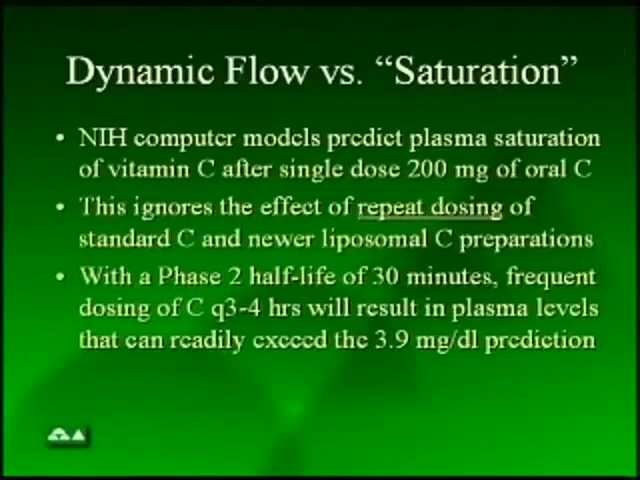 Dynamic Flow vs. “Saturation”
• NIH computer models predict plasma saturation
of vitamin C after single dose 200 mg of oral C
• This ignores the effect of repeat dosing of
standard C and newer liposomal C preparations
• With a Phase 2 half-life of 30 minutes, frequent
dosing of C q3-4 hrs will result in plasma levels
that can readily exceed the 3.9 mg/dl prediction